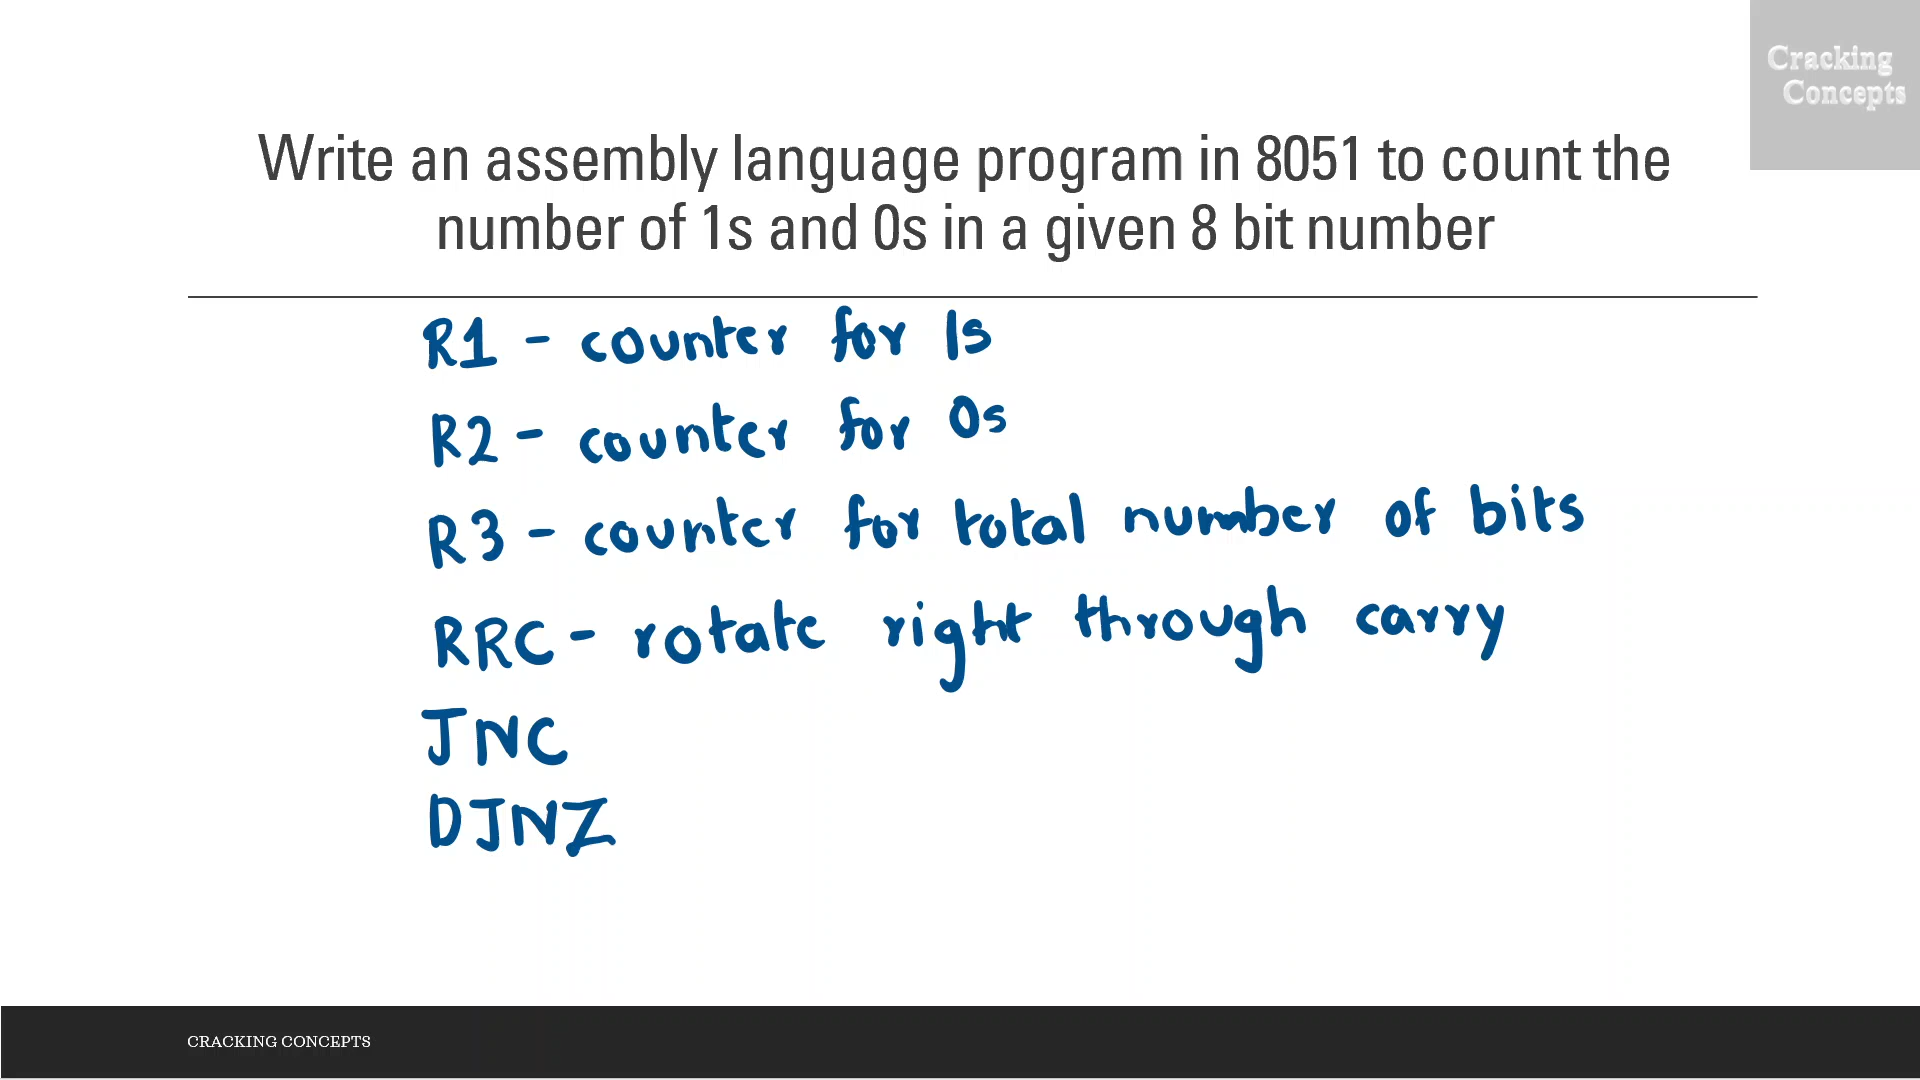 Cracking
Concepts
Write an assembly language program in 8051 to count the
number of 1s and 0s in a given 8 bit number
R1 - counter for 1s
R2 - counter for 0s
R3 - counter for total number of bits
RRC - rotate right through carry
JNC
DJNZ
CRACKING CONCEPTS